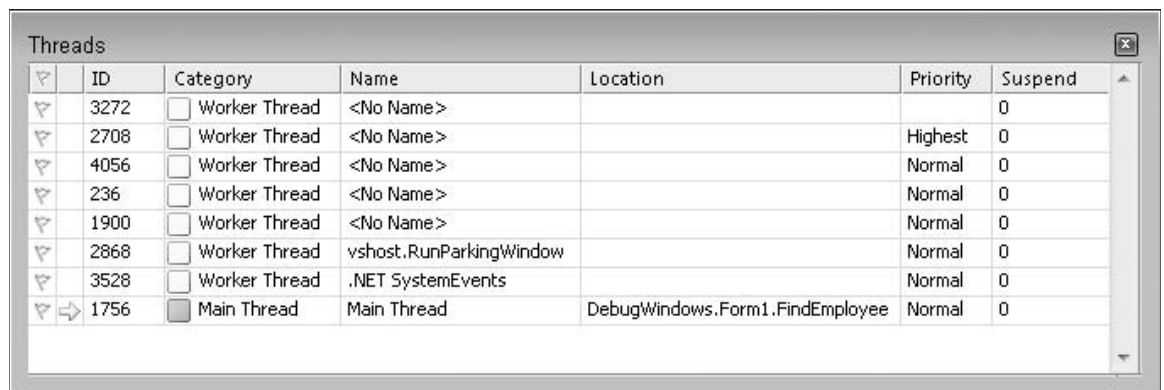 Threads
ID Category Name Location Priority Suspend
3272 Worker Thread <No Name> 0
2708 Worker Thread <No Name> Highest 0
4056 Worker Thread <No Name> Normal 0
236 Worker Thread <No Name> Normal 0
1900 Worker Thread <No Name> Normal 0
2868 Worker Thread vshost.RunParkingWindow Normal 0
3528 Worker Thread .NET SystemEvents Normal 0
1756 Main Thread Main Thread DebugWindows.Form1.FindEmployee Normal 0